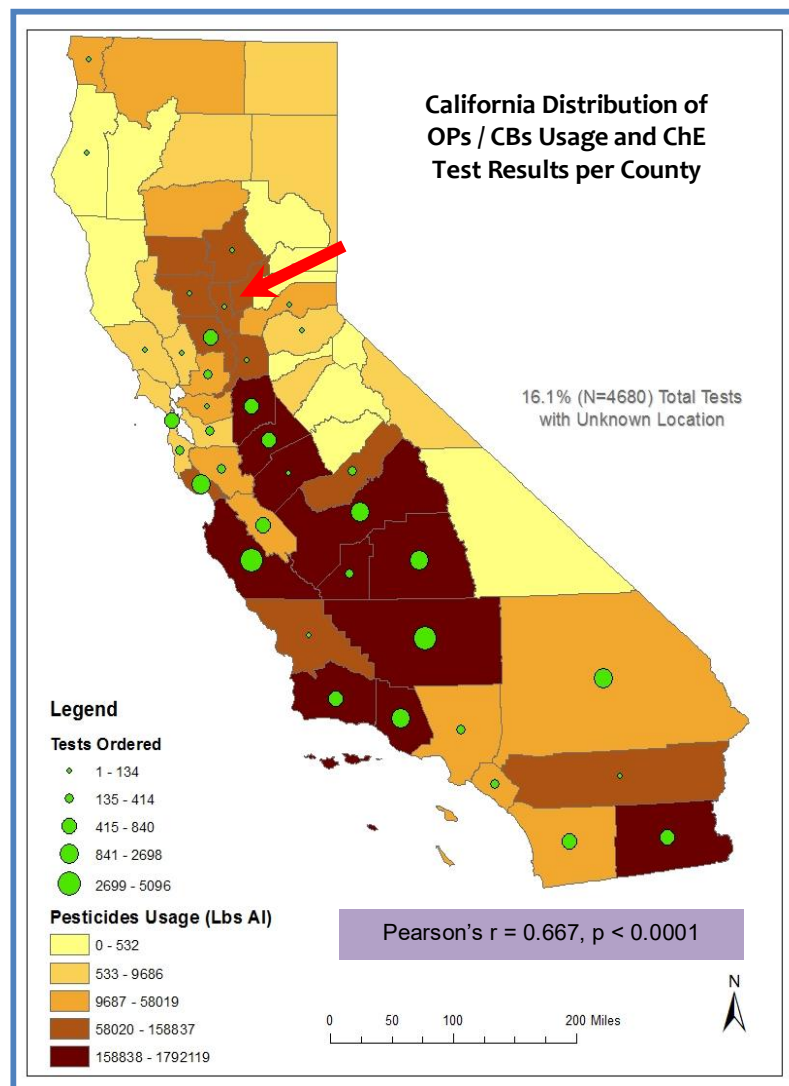 California Distribution of
OPs / CBs Usage and ChE
Test Results per County
16.1% (N=4680) Total Tests
with Unknown Location
Legend
Tests Ordered
1 - 134
135 - 414
415 - 840
841 - 2698
2699 - 5096
Pesticides Usage (Lbs AI)
0 - 532
533 - 9686
9687 - 58019
58020 - 158837
158838 - 1792119
Pearson's r = 0.667, p < 0.0001
0 50 100 200 Miles
N